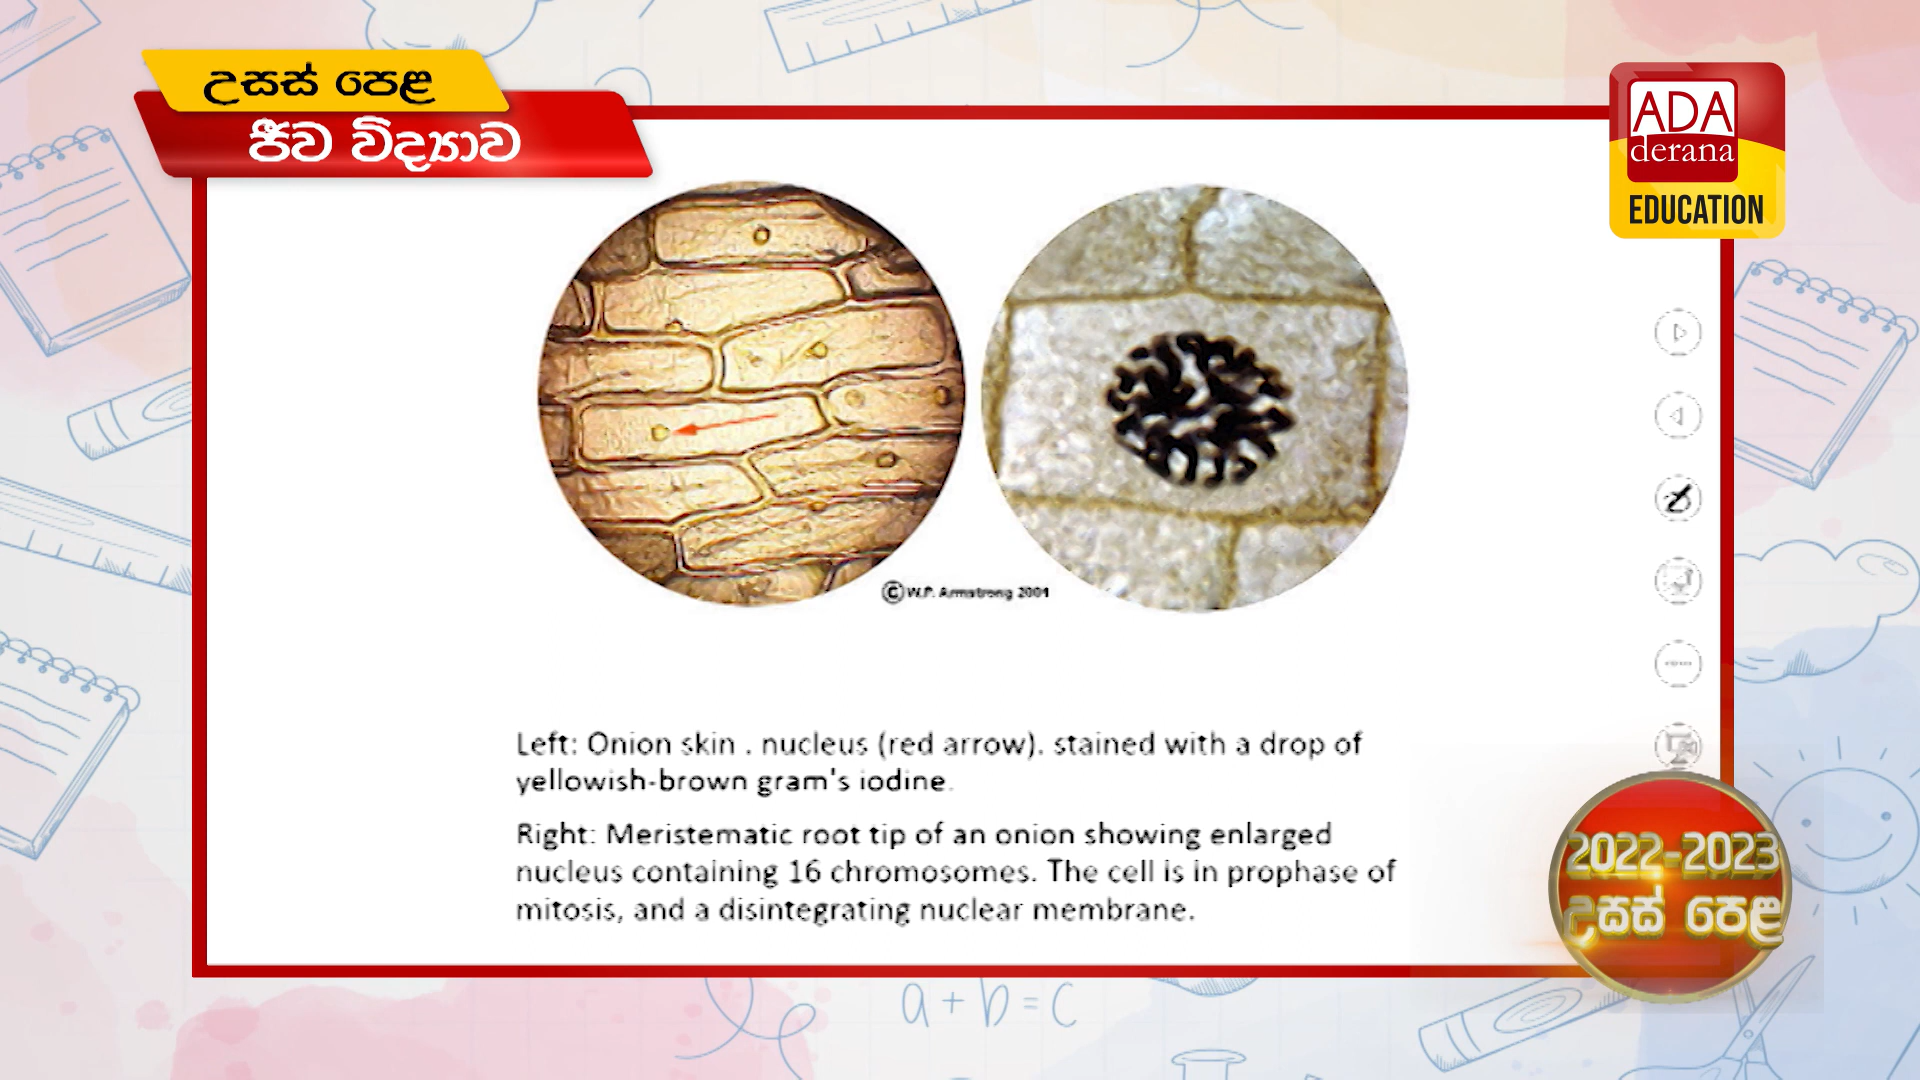 උසස් පෙළ
ජීව විද්‍යාව
ADA
derana
EDUCATION
©W.P. Armstrong 2001
Left: Onion skin . nucleus (red arrow). stained with a drop of
yellowish-brown gram's iodine.
Right: Meristematic root tip of an onion showing enlarged
nucleus containing 16 chromosomes. The cell is in prophase of
mitosis, and a disintegrating nuclear membrane.
2022-2023
උසස් පෙළ
a+b=c